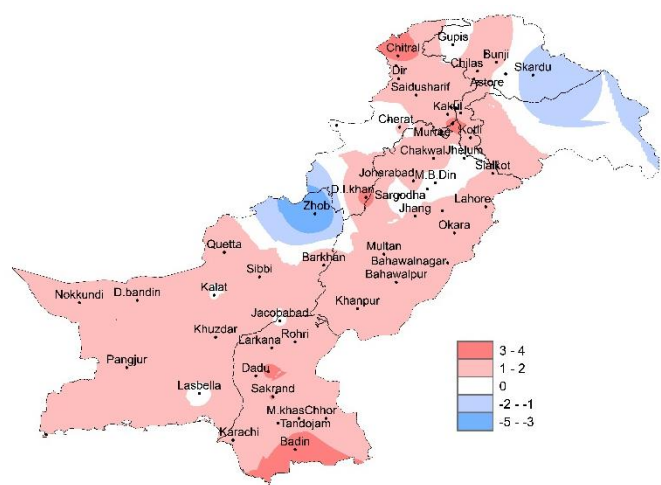 Gupis
Chitral
Bunji
Chilas
Skardu
Dir
Astore
Saidusharif
Kakul
Cherat
Murree
Kotli
Chakwal
Jhelum
Sialkot
Joherabad
M.B.Din
D.I.khan
Sargodha
Zhob
Lahore
Jhang
Okara
Quetta
Multan
Barkhan
Bahawalnagar
Sibbi
Bahawalpur
Nokkundi
D.bandin
Kalat
Khanpur
Jacobabad
Khuzdar
Rohri
Larkana
3 - 4
1 - 2
0
-2 - -1
-5 - -3
Pangjur
Dadu
Lasbella
Sakrand
M.khas
Chhor
Tandojam
Karachi
Badin